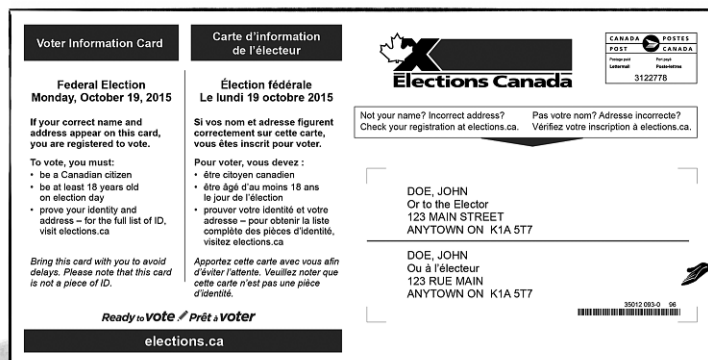 Voter Information Card
Federal Election
Monday, October 19, 2015
If your correct name and
address appear on this card,
you are registered to vote.
To vote, you must:
• be a Canadian citizen
• be at least 18 years old
on election day
• prove your identity and
address – for the full list of ID,
visit elections.ca
Bring this card with you to avoid
delays. Please note that this card
is not a piece of ID.
Carte d'information
de l'électeur
Élection fédérale
Le lundi 19 octobre 2015
Si vos nom et adresse figurent
correctement sur cette carte,
vous êtes inscrit pour voter.
Pour voter, vous devez :
• être citoyen canadien
• être âgé d'au moins 18 ans
le jour de l'élection
• prouver votre identité et votre
adresse – pour obtenir la liste
complète des pièces d'identité,
visitez elections.ca
Apportez cette carte avec vous afin
d'éviter l'attente. Veuillez noter que
cette carte n'est pas une pièce
d'identité.
Ready to vote Prêt à voter
elections.ca
Elections Canada
CANADA POSTES
POST CANADA
Postage paid Port payé
Lettermail Poste-lettres
3122778
Not your name? Incorrect address?
Check your registration at elections.ca.
Pas votre nom? Adresse incorrecte?
Vérifiez votre inscription à elections.ca.
DOE, JOHN
Or to the Elector
123 MAIN STREET
ANYTOWN ON K1A 5T7
DOE, JOHN
Ou à l'électeur
123 RUE MAIN
ANYTOWN ON K1A 5T7
35012 093-0 96